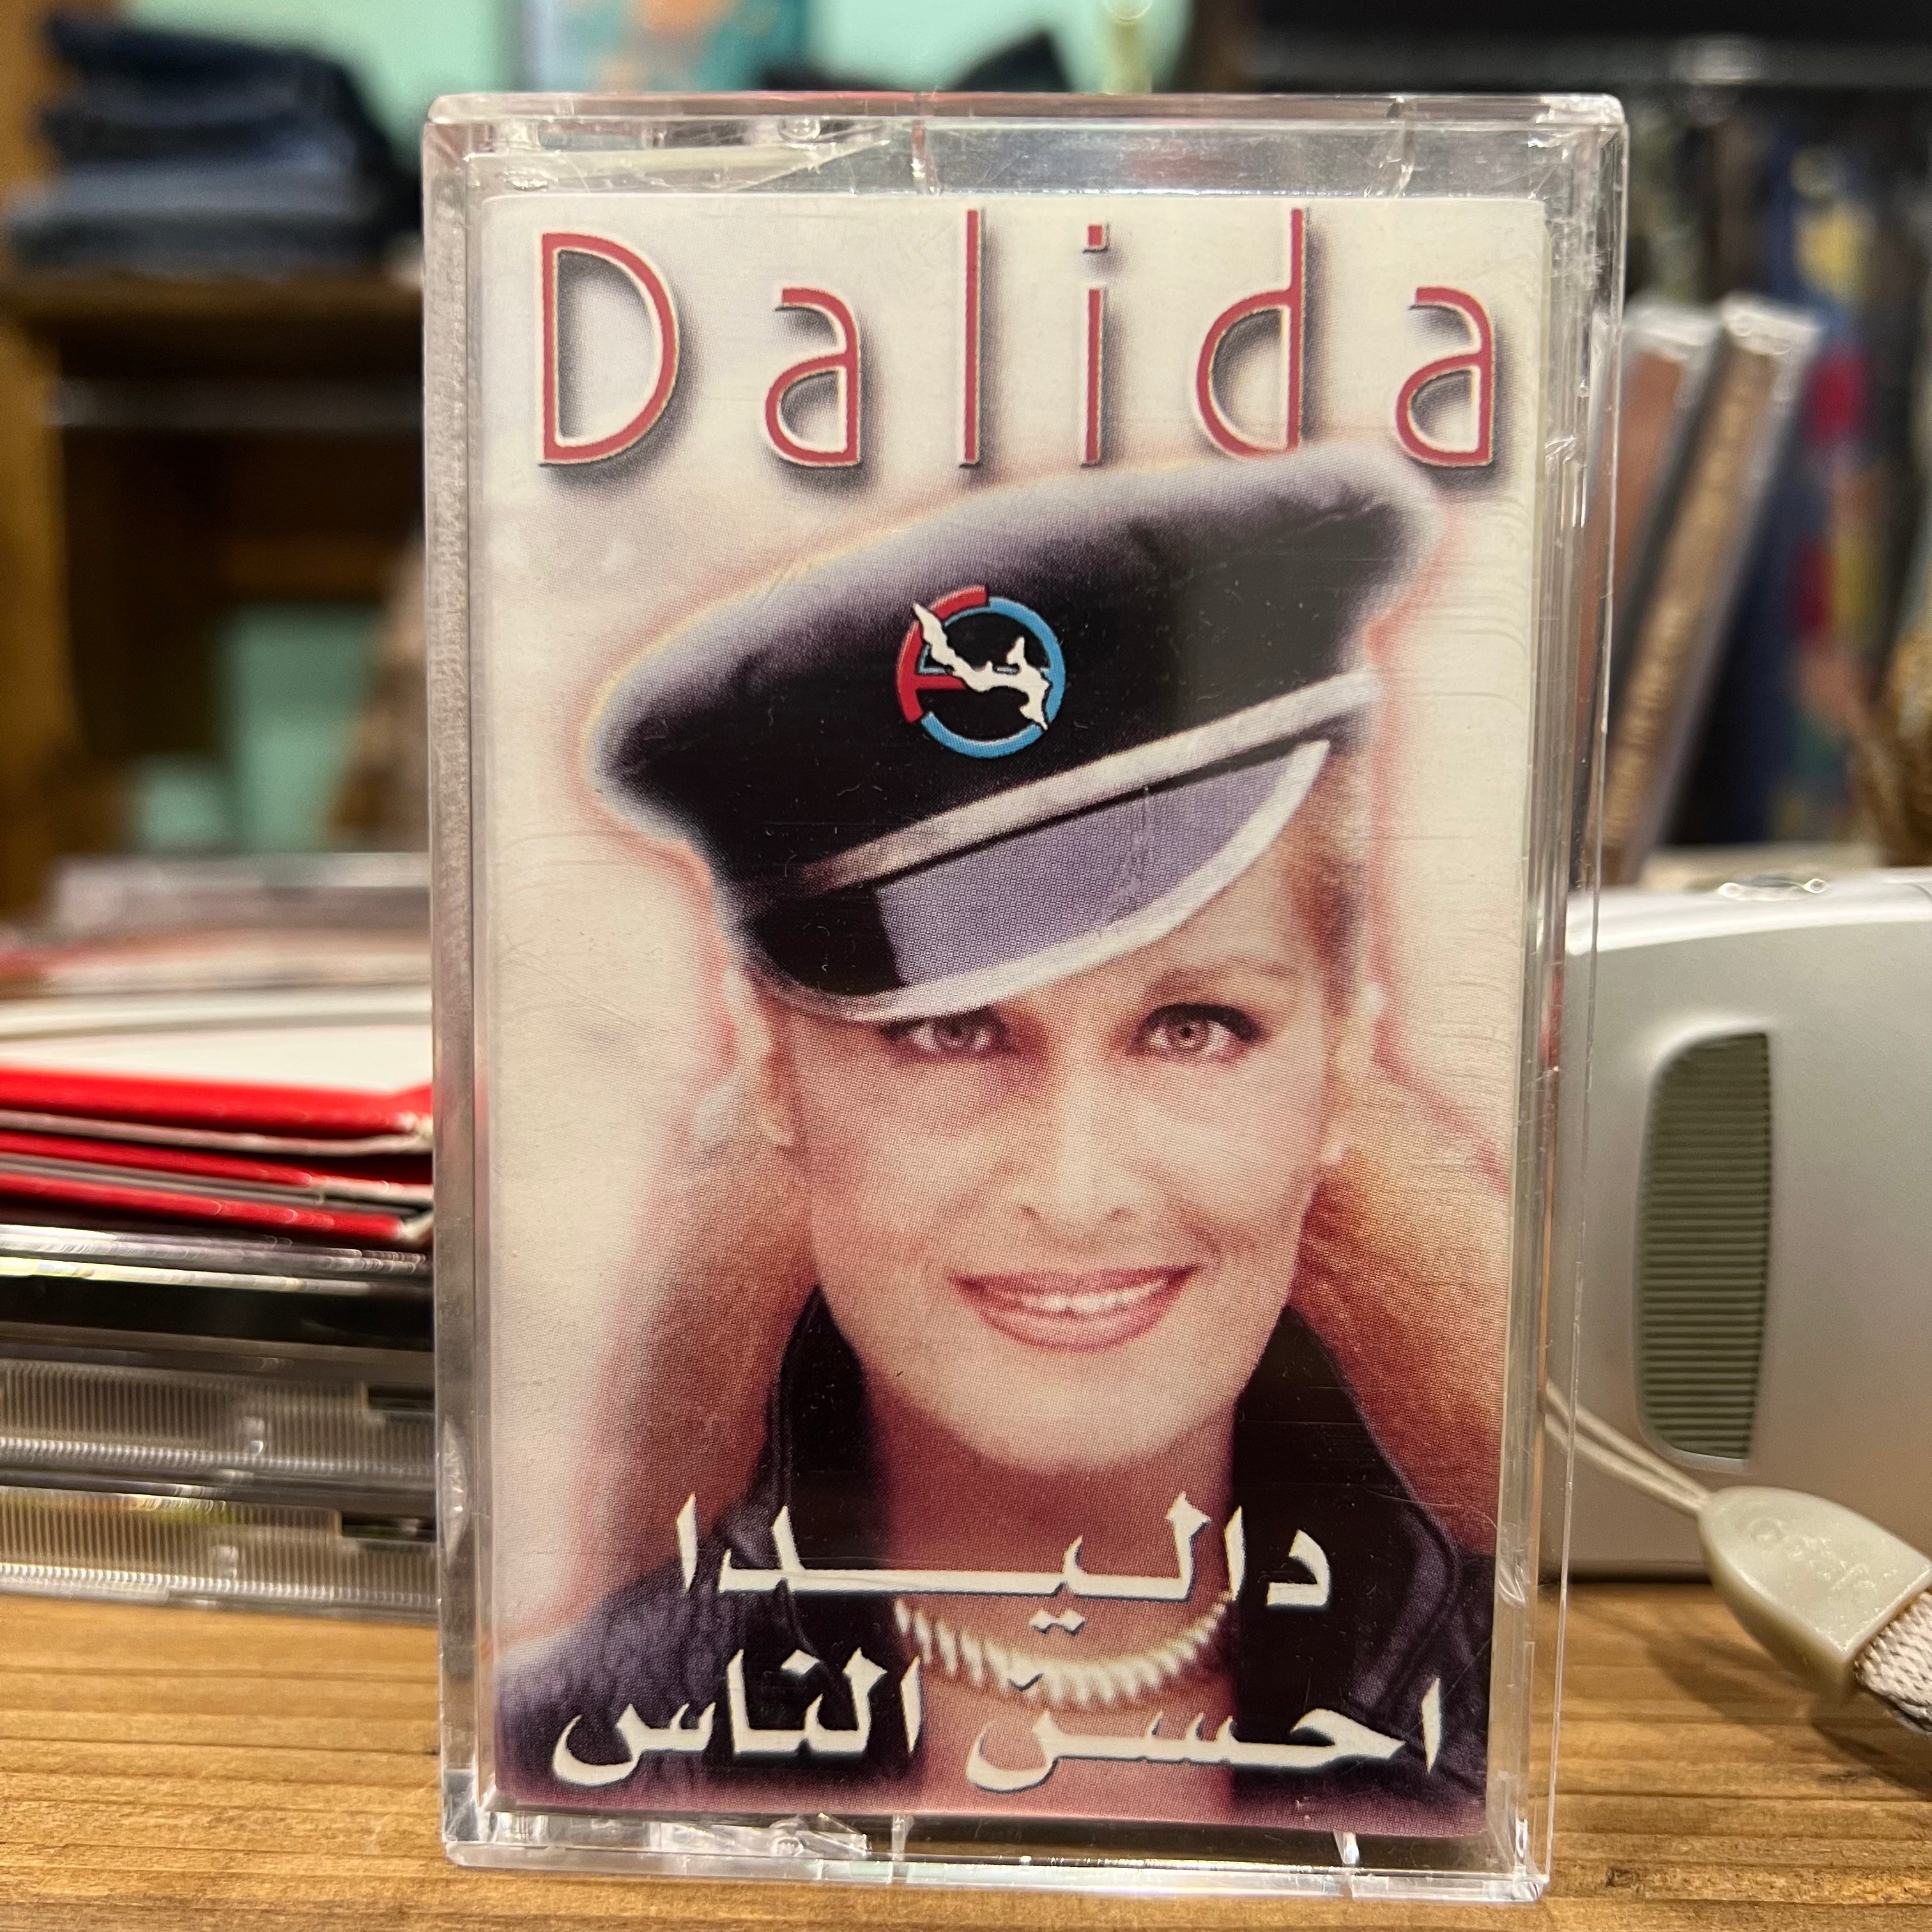 Dalida
داليدا
احسن الناس